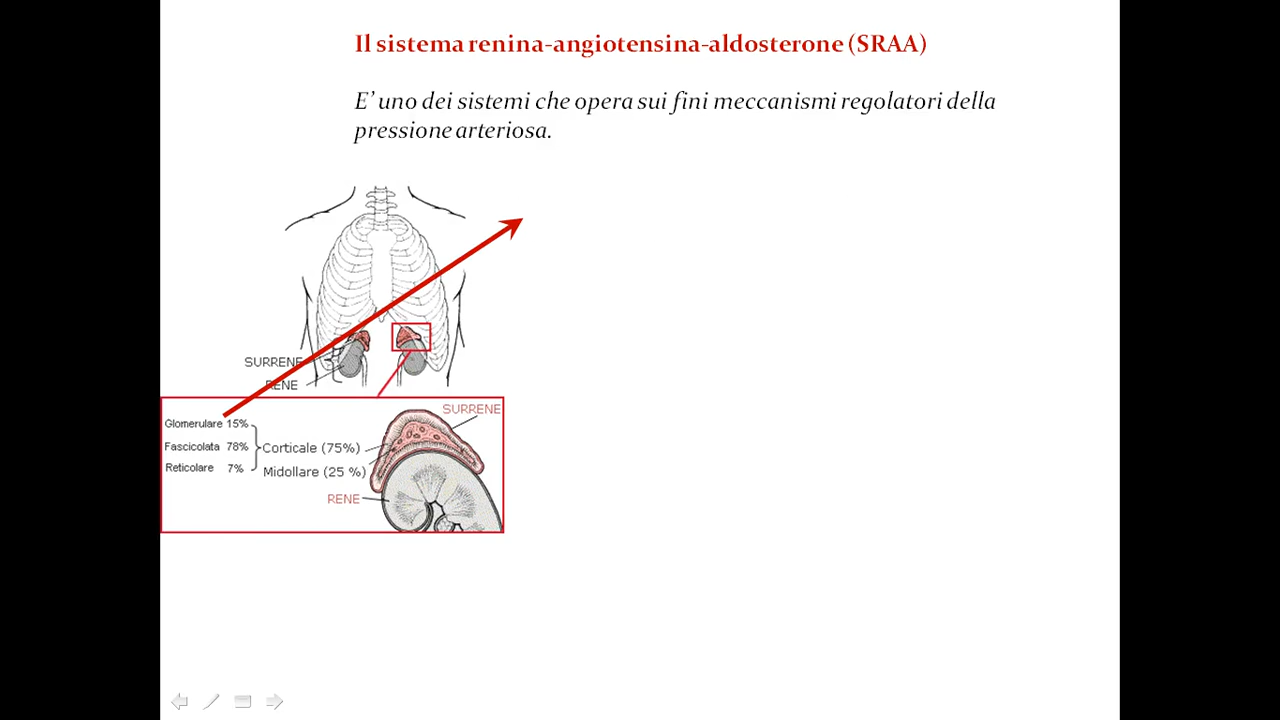 Il sistema renina-angiotensina-aldosterone (SRAA)
E' uno dei sistemi che opera sui fini meccanismi regolatori della
pressione arteriosa.
SURRENE
RENE
SURRENE
Glomerulare 15%
Fascicolata 78%
Corticale (75%)
Reticolare 7%
Midollare (25 %)
RENE